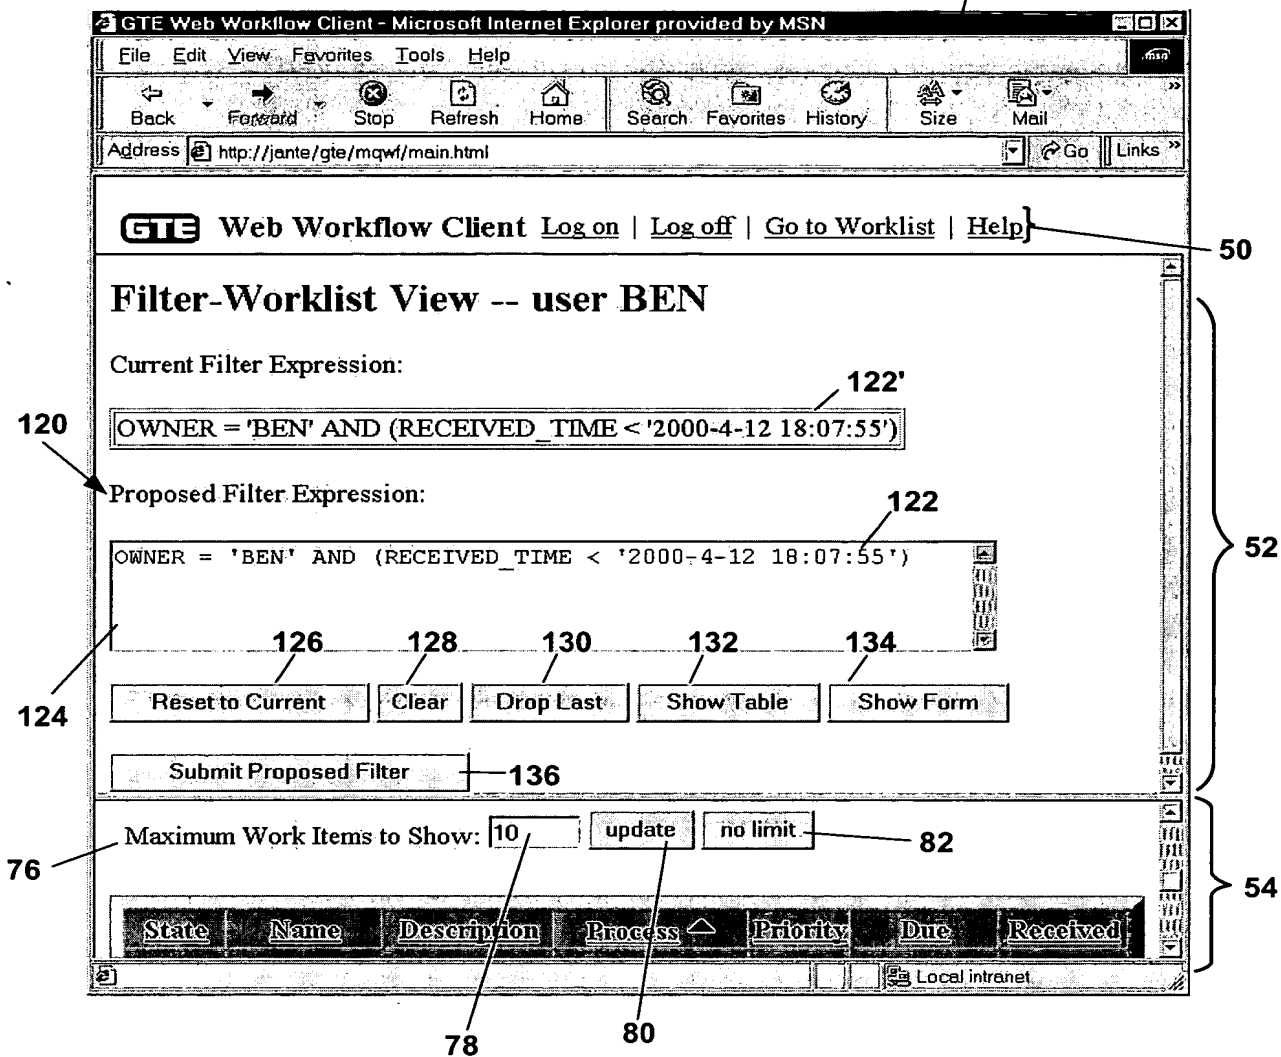 GTE Web Workflow Client - Microsoft Internet Explorer provided by MSN
File Edit View Favorites Tools Help
msn
Back Forward Stop Refresh Home Search Favorites History Size Mail »
Address http://jante/gte/mqwf/main.html Go Links »
GTE Web Workflow Client Log on | Log off | Go to Worklist | Help
50
Filter-Worklist View -- user BEN
Current Filter Expression:
122'
OWNER = 'BEN' AND (RECEIVED_TIME < '2000-4-12 18:07:55')
120
Proposed Filter Expression:
122
52
OWNER = 'BEN' AND (RECEIVED_TIME < '2000-4-12 18:07:55')
126 128 130 132 134
124
Reset to Current Clear Drop Last Show Table Show Form
Submit Proposed Filter 136
76 Maximum Work Items to Show: 10 update no limit 82
54
State Name Description Process Priority Due Received
Local intranet
78 80